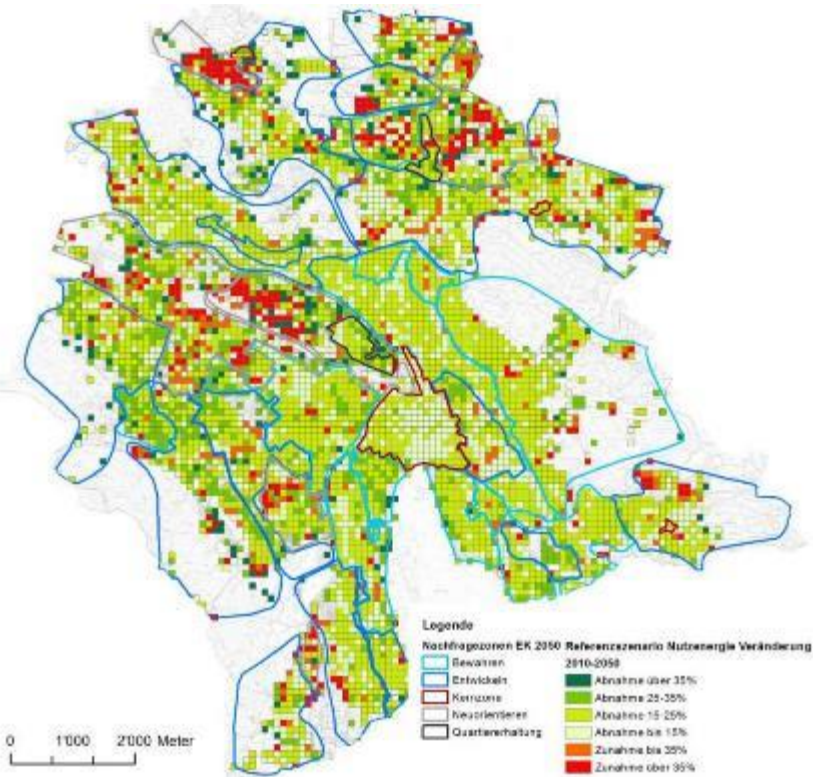 Legende
Nachfragezonen EK 2050
Bewahren
Entwickeln
Kernzone
Neuorientieren
Quartiererhaltung
Referenzszenario Nutzenergie Veränderung
2010-2050
Abnahme über 35%
Abnahme 25-35%
Abnahme 15-25%
Abnahme bis 15%
Zunahme bis 35%
Zunahme über 35%
0 1'000 2'000 Meter